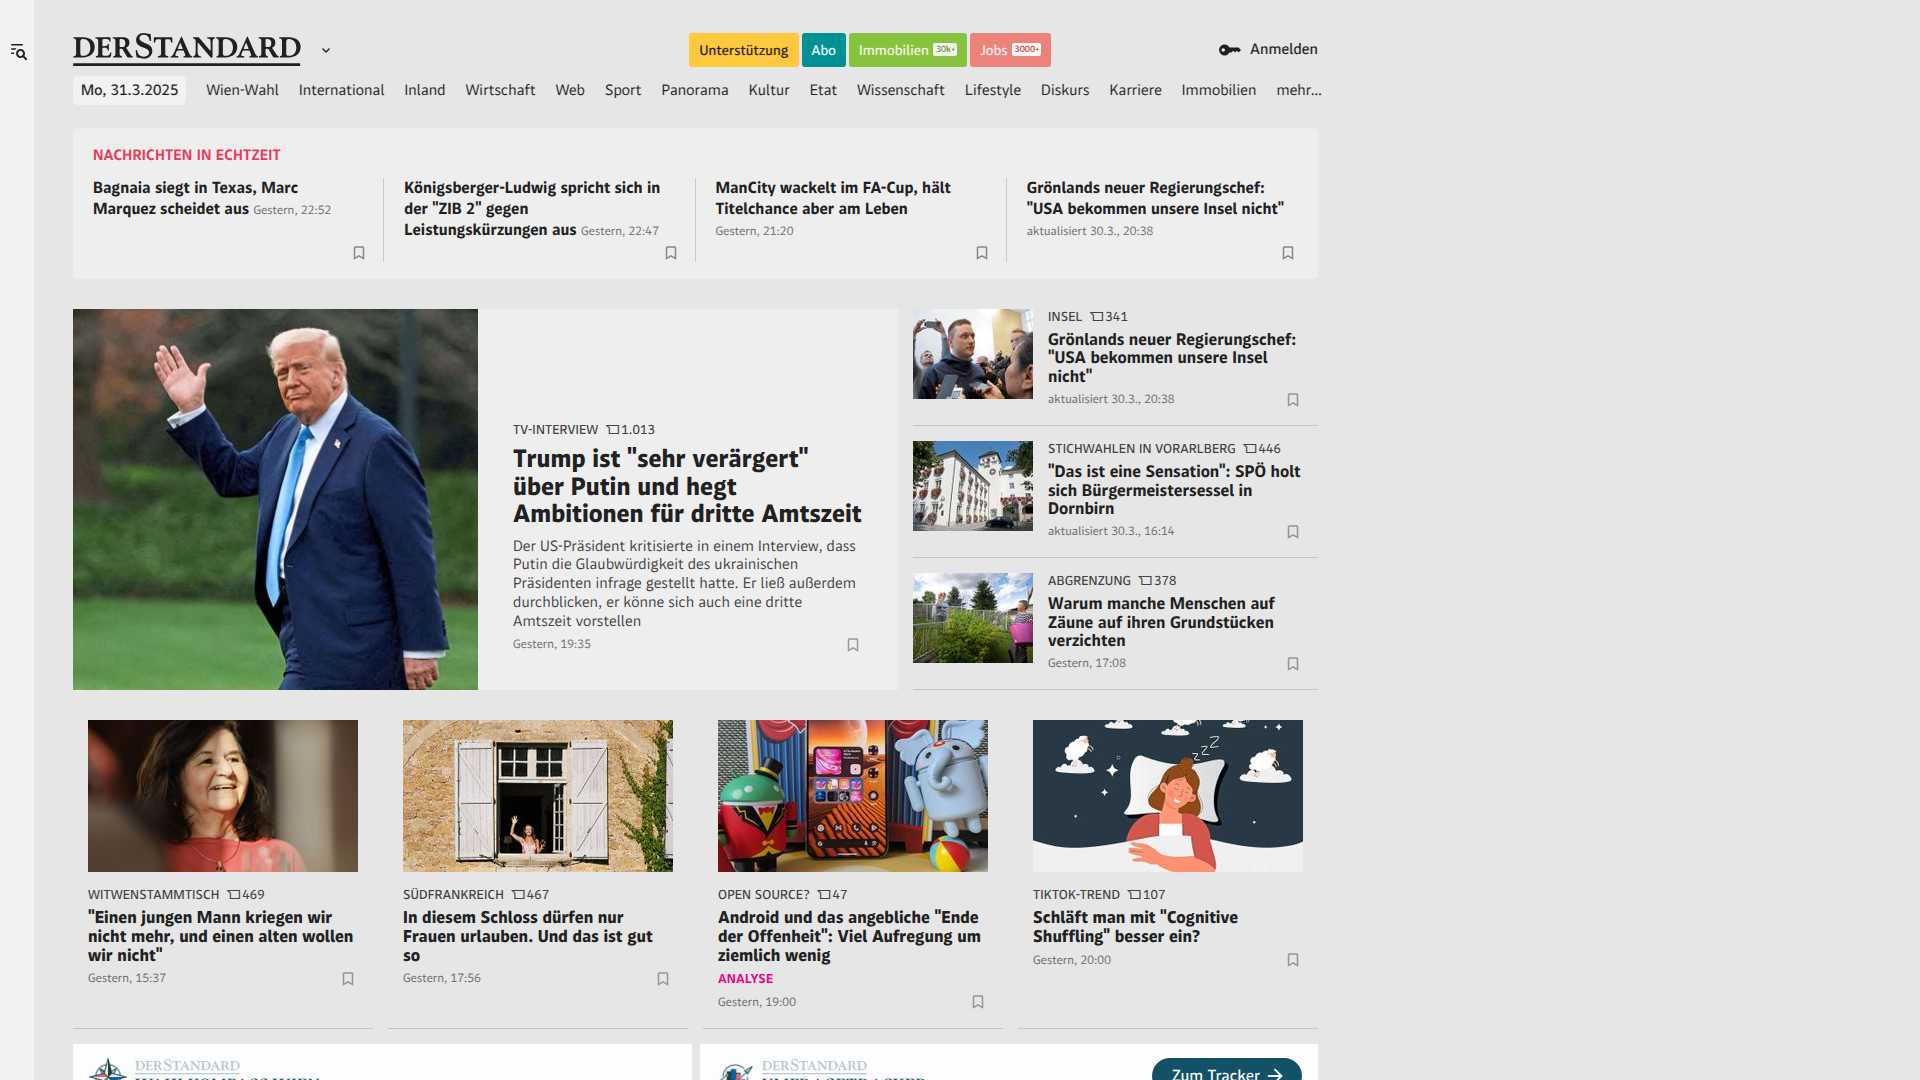 DERSTANDARD
Unterstützung
Abo
Immobilien 30k+
Jobs 3000+
Anmelden
Mo, 31.3.2025
Wien-Wahl
International
Inland
Wirtschaft
Web
Sport
Panorama
Kultur
Etat
Wissenschaft
Lifestyle
Diskurs
Karriere
Immobilien
mehr...
NACHRICHTEN IN ECHTZEIT
Bagnaia siegt in Texas, Marc
Marquez scheidet aus Gestern, 22:52
Königsberger-Ludwig spricht sich in
der "ZIB 2" gegen
Leistungskürzungen aus Gestern, 22:47
ManCity wackelt im FA-Cup, hält
Titelchance aber am Leben
Gestern, 21:20
Grönlands neuer Regierungschef:
"USA bekommen unsere Insel nicht"
aktualisiert 30.3., 20:38
TV-INTERVIEW 1.013
Trump ist "sehr verärgert"
über Putin und hegt
Ambitionen für dritte Amtszeit
Der US-Präsident kritisierte in einem Interview, dass
Putin die Glaubwürdigkeit des ukrainischen
Präsidenten infrage gestellt hatte. Er ließ außerdem
durchblicken, er könne sich auch eine dritte
Amtszeit vorstellen
Gestern, 19:35
INSEL 341
Grönlands neuer Regierungschef:
"USA bekommen unsere Insel
nicht"
aktualisiert 30.3., 20:38
STICHWAHLEN IN VORARLBERG 446
"Das ist eine Sensation": SPÖ holt
sich Bürgermeistersessel in
Dornbirn
aktualisiert 30.3., 16:14
ABGRENZUNG 378
Warum manche Menschen auf
Zäune auf ihren Grundstücken
verzichten
Gestern, 17:08
WITWENSTAMMTISCH 469
"Einen jungen Mann kriegen wir
nicht mehr, und einen alten wollen
wir nicht"
Gestern, 15:37
SÜDFRANKREICH 467
In diesem Schloss dürfen nur
Frauen urlauben. Und das ist gut
so
Gestern, 17:56
OPEN SOURCE? 47
Android und das angebliche "Ende
der Offenheit": Viel Aufregung um
ziemlich wenig
ANALYSE
Gestern, 19:00
zzz
TIKTOK-TREND 107
Schläft man mit "Cognitive
Shuffling" besser ein?
Gestern, 20:00
DERSTANDARD
DERSTANDARD
Zum Tracker